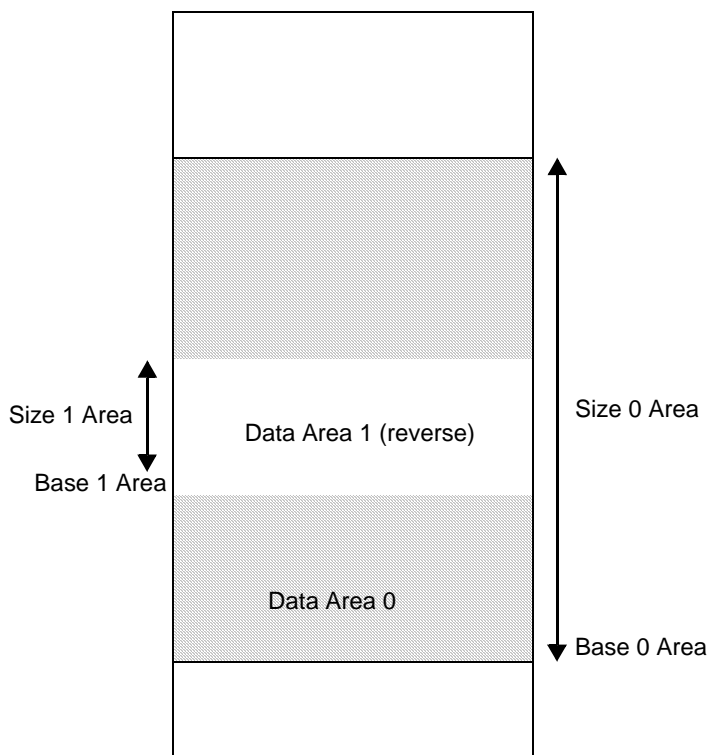 Size 1 Area
Size 0 Area
Data Area 1 (reverse)
Base 1 Area
Data Area 0
Base 0 Area